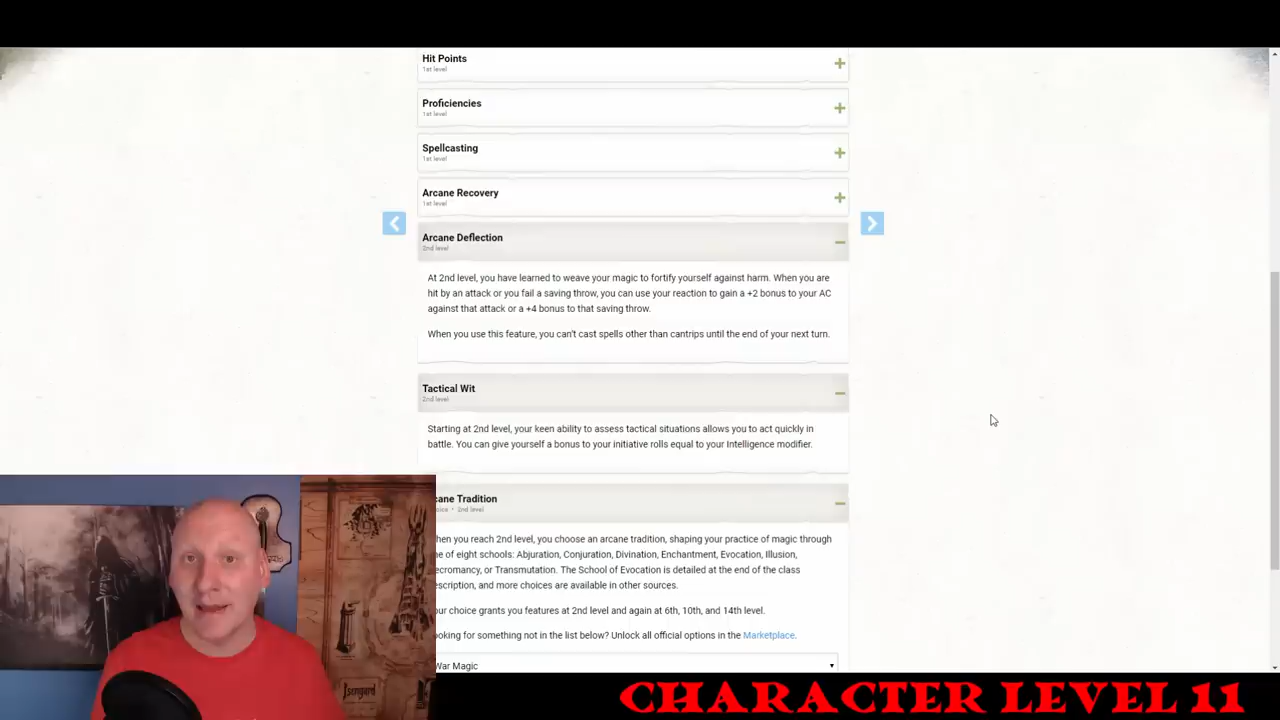 Hit Points
1st level
Proficiencies
1st level
Spellcasting
1st level
Arcane Recovery
1st level
Arcane Deflection
2nd level
At 2nd level, you have learned to weave your magic to fortify yourself against harm. When you are
hit by an attack or you fail a saving throw, you can use your reaction to gain a +2 bonus to your AC
against that attack or a +4 bonus to that saving throw.
When you use this feature, you can't cast spells other than cantrips until the end of your next turn.
Tactical Wit
2nd level
Starting at 2nd level, your keen ability to assess tactical situations allows you to act quickly in
battle. You can give yourself a bonus to your initiative rolls equal to your Intelligence modifier.
cane Tradition
oice • 2nd level
hen you reach 2nd level, you choose an arcane tradition, shaping your practice of magic through
ne of eight schools: Abjuration, Conjuration, Divination, Enchantment, Evocation, Illusion,
ecromancy, or Transmutation. The School of Evocation is detailed at the end of the class
escription, and more choices are available in other sources.
our choice grants you features at 2nd level and again at 6th, 10th, and 14th level.
ooking for something not in the list below? Unlock all official options in the Marketplace.
War Magic
Isengard
CHARACTER LEVEL 11